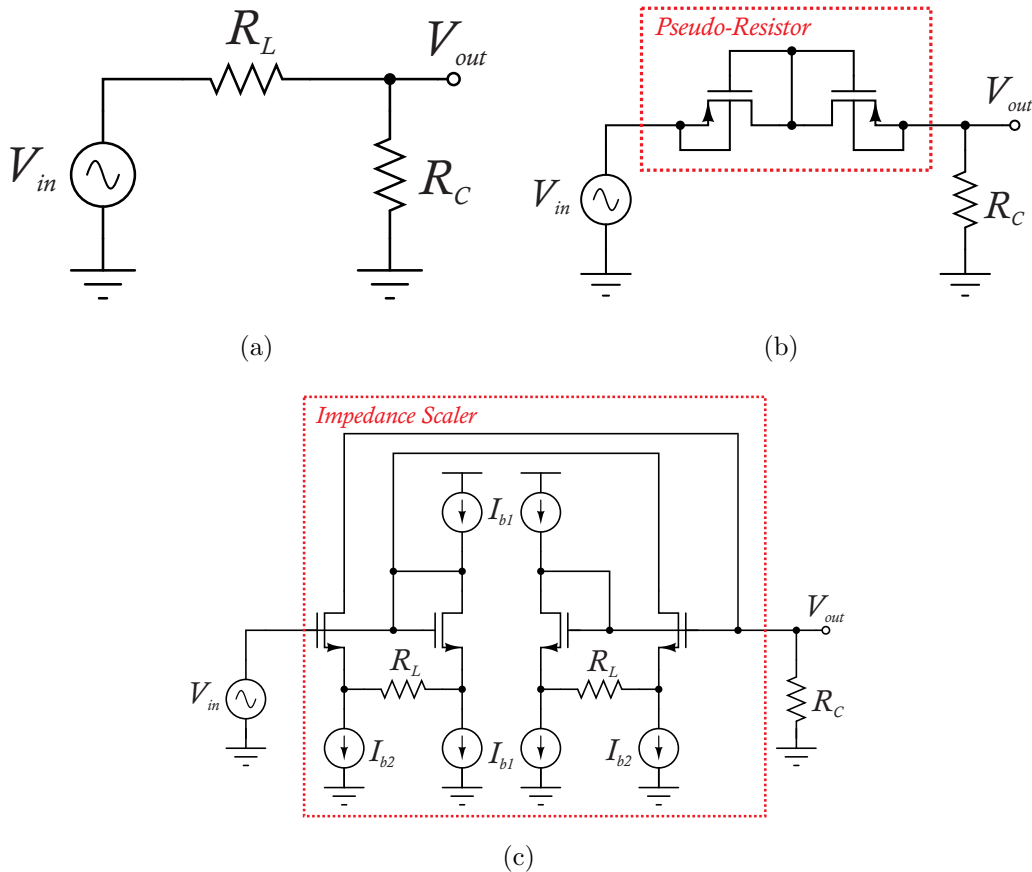 R_L
V_out
V_in
R_C
(a)
Pseudo-Resistor
V_out
V_in
R_C
(b)
Impedance Scaler
I_b1
V_out
R_L
R_L
V_in
R_C
I_b2
I_b1
I_b2
(c)